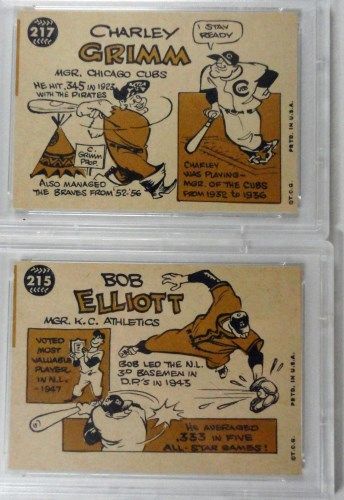 217
CHARLEY
GRIMM
MGR. CHICAGO CUBS
HE HIT .345 IN 1923
WITH THE PIRATES
C.
GRIMM
PROP.
ALSO MANAGED
THE BRAVES FROM '52-'56
I STAY
READY
CUBS
CHARLEY
WAS PLAYING-
MGR. OF THE CUBS
FROM 1932 TO 1936
©T.C.G. PRTD. IN U.S.A.
215
BOB
ELLIOTT
MGR. K.C. ATHLETICS
VOTED
MOST
VALUABLE
PLAYER
IN N.L.
-1947
BOB LED THE N.L.
3D BASEMEN IN
D.P.'S IN 1943
HE AVERAGED
.333 IN FIVE
ALL-STAR GAMES!
©T.C.G. PRTD. IN U.S.A.